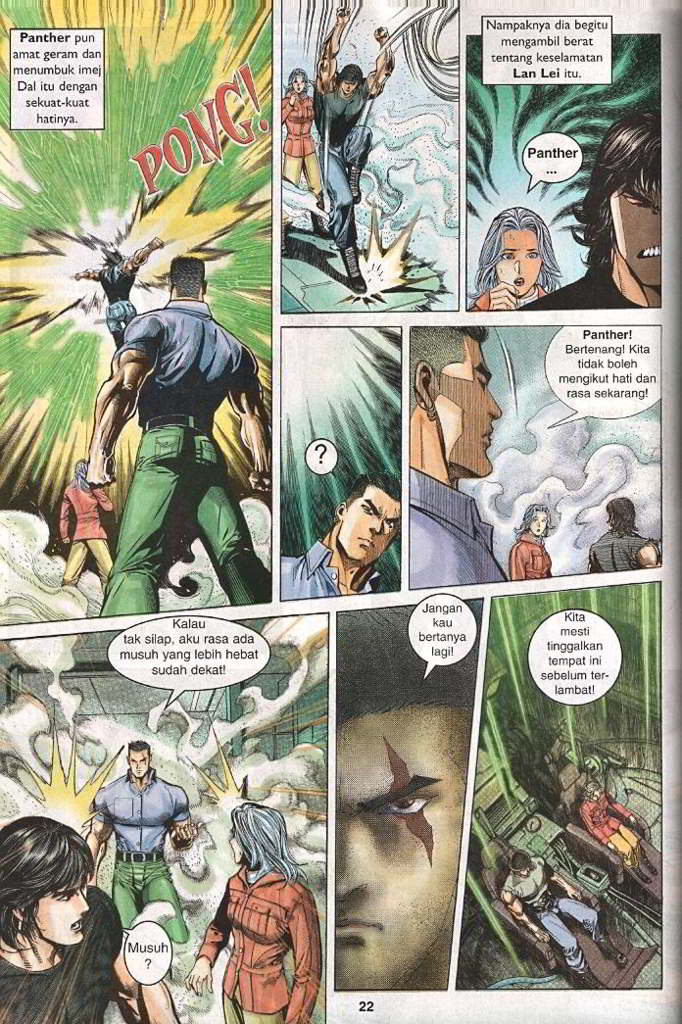 Panther pun
amat geram dan
menumbuk imej
Dal itu dengan
sekuat-kuat
hatinya.
PONG!
Nampaknya dia begitu
mengambil berat
tentang keselamatan
Lan Lei itu.
Panther
...
?
Panther!
Bertenang! Kita
tidak boleh
mengikut hati dan
rasa sekarang!
Kalau
tak silap, aku rasa ada
musuh yang lebih hebat
sudah dekat!
Musuh
?
Jangan
kau
bertanya
lagi!
Kita
mesti
tinggalkan
tempat ini
sebelum ter-
lambat!
22